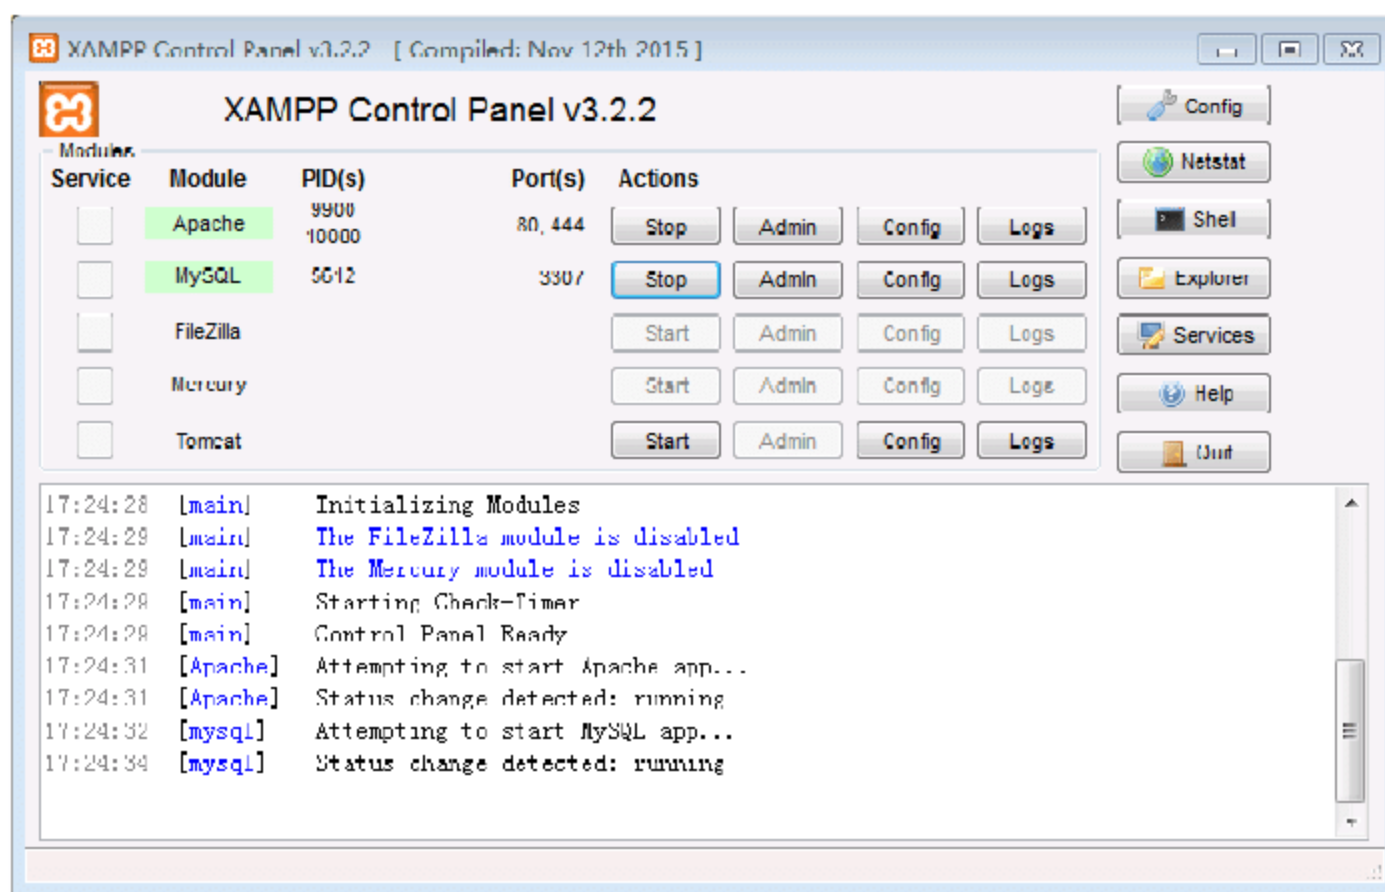 XAMPP Control Panel v3.2.2 [ Compiled: Nov 12th 2015 ]
XAMPP Control Panel v3.2.2
Modules
Service Module PID(s) Port(s) Actions
Apache 9900 10080 80, 444 Stop Admin Config Logs
MySQL 5512 3307 Stop Admin Config Logs
FileZilla Start Admin Config Logs
Mercury Start Admin Config Logs
Tomcat Start Admin Config Logs
Config
Netstat
Shell
Explorer
Services
Help
Quit
17:24:28 [main] Initializing Modules
17:24:29 [main] The FileZilla module is disabled
17:24:29 [main] The Mercury module is disabled
17:24:29 [main] Starting Check-Timer
17:24:29 [main] Control Panel Ready
17:24:31 [Apache] Attempting to start Apache app...
17:24:31 [Apache] Status change detected: running
17:24:32 [mysql] Attempting to start MySQL app...
17:24:34 [mysql] Status change detected: running